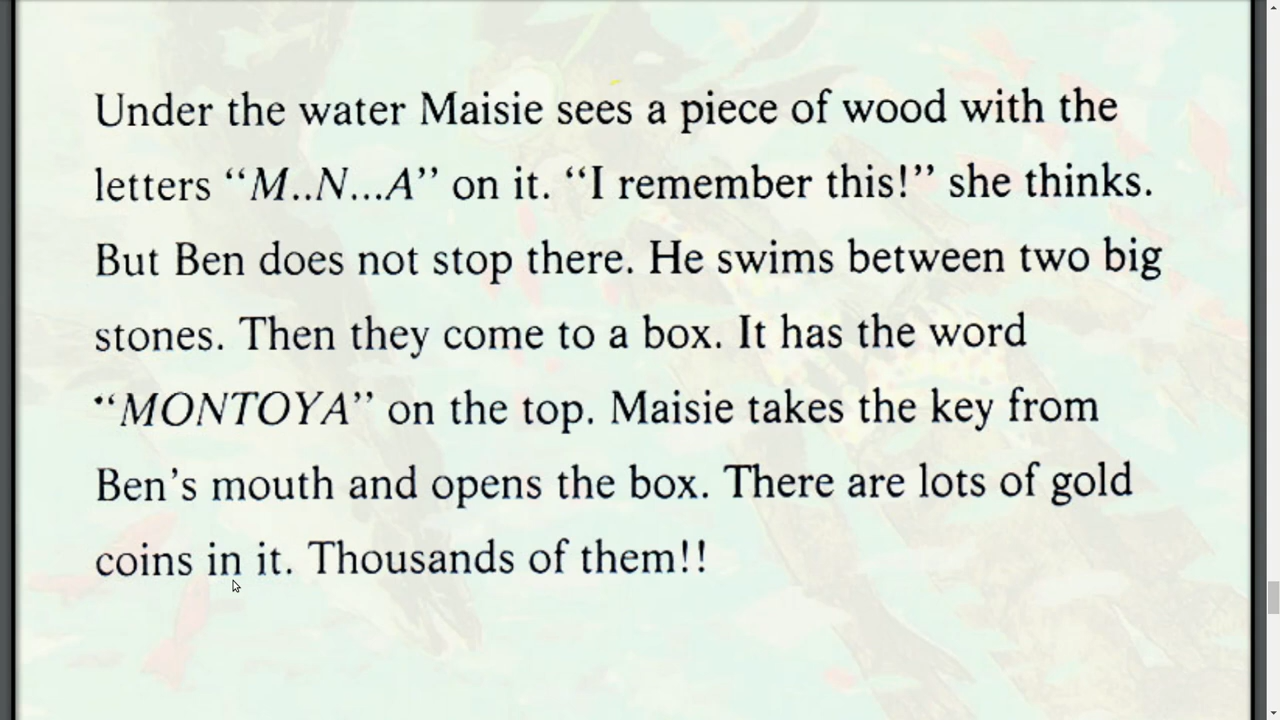 Under the water Maisie sees a piece of wood with the
letters “M..N...A” on it. “I remember this!” she thinks.
But Ben does not stop there. He swims between two big
stones. Then they come to a box. It has the word
“MONTOYA” on the top. Maisie takes the key from
Ben’s mouth and opens the box. There are lots of gold
coins in it. Thousands of them!!